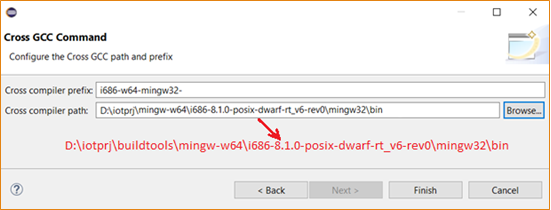 Cross GCC Command
Configure the Cross GCC path and prefix
Cross compiler prefix: i686-w64-mingw32-
Cross compiler path: D:\iotprj\mingw-w64\i686-8.1.0-posix-dwarf-rt_v6-rev0\mingw32\bin Browse...
D:\iotprj\buildtools\mingw-w64\i686-8.1.0-posix-dwarf-rt_v6-rev0\mingw32\bin
? < Back Next > Finish Cancel